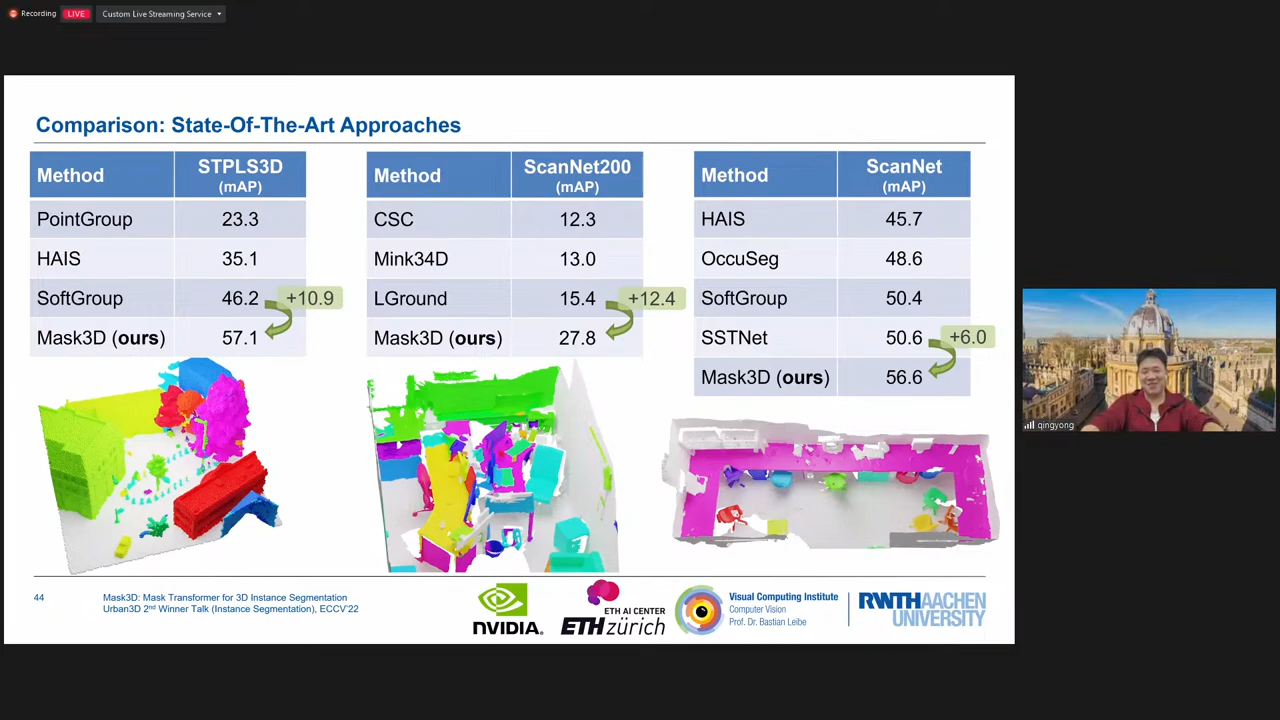 Recording
LIVE
Custom Live Streaming Service
Comparison: State-Of-The-Art Approaches
Method STPLS3D (mAP)
PointGroup 23.3
HAIS 35.1
SoftGroup 46.2
+10.9
Mask3D (ours) 57.1
Method ScanNet200 (mAP)
CSC 12.3
Mink34D 13.0
LGround 15.4
+12.4
Mask3D (ours) 27.8
Method ScanNet (mAP)
HAIS 45.7
OccuSeg 48.6
SoftGroup 50.4
SSTNet 50.6
+6.0
Mask3D (ours) 56.6
qingyong
44
Mask3D: Mask Transformer for 3D Instance Segmentation
Urban3D 2nd Winner Talk (Instance Segmentation), ECCV'22
NVIDIA.
ETH AI CENTER
ETH zürich
Visual Computing Institute
Computer Vision
Prof. Dr. Bastian Leibe
RWTH AACHEN
UNIVERSITY